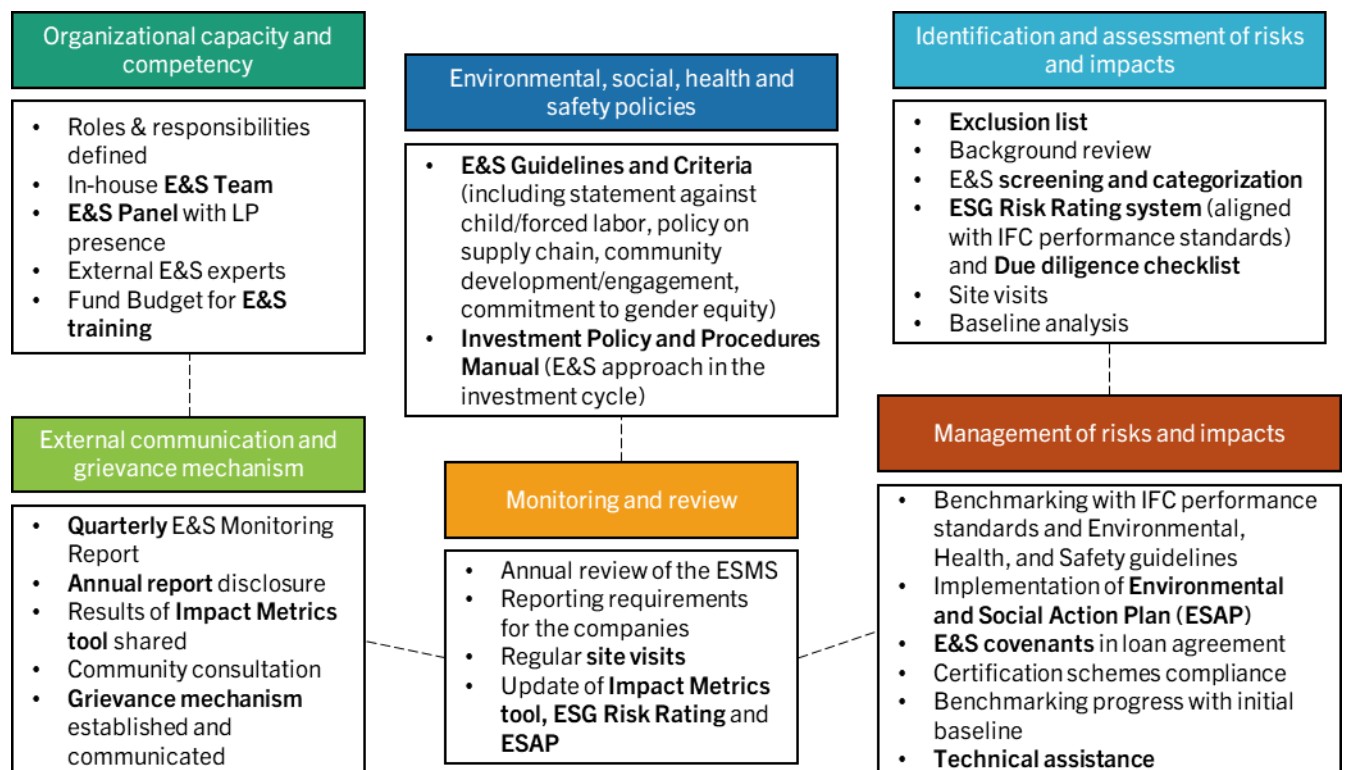 Organizational capacity and
competency
• Roles & responsibilities
defined
• In-house E&S Team
• E&S Panel with LP
presence
• External E&S experts
• Fund Budget for E&S
training
Environmental, social, health and
safety policies
• E&S Guidelines and Criteria
(including statement against
child/forced labor, policy on
supply chain, community
development/engagement,
commitment to gender equity)
• Investment Policy and Procedures
Manual (E&S approach in the
investment cycle)
Identification and assessment of risks
and impacts
• Exclusion list
• Background review
• E&S screening and categorization
• ESG Risk Rating system (aligned
with IFC performance standards)
and Due diligence checklist
• Site visits
• Baseline analysis
External communication and
grievance mechanism
• Quarterly E&S Monitoring
Report
• Annual report disclosure
• Results of Impact Metrics
tool shared
• Community consultation
• Grievance mechanism
established and
communicated
Monitoring and review
• Annual review of the ESMS
• Reporting requirements
for the companies
• Regular site visits
• Update of Impact Metrics
tool, ESG Risk Rating and
ESAP
Management of risks and impacts
• Benchmarking with IFC performance
standards and Environmental,
Health, and Safety guidelines
• Implementation of Environmental
and Social Action Plan (ESAP)
• E&S covenants in loan agreement
• Certification schemes compliance
• Benchmarking progress with initial
baseline
• Technical assistance